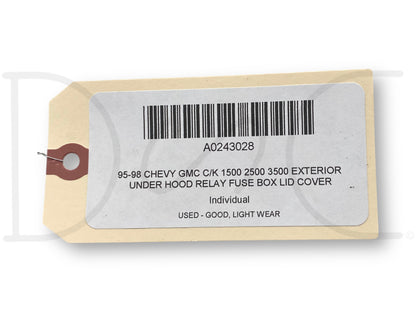 A0243028
95-98 CHEVY GMC C/K 1500 2500 3500 EXTERIOR
UNDER HOOD RELAY FUSE BOX LID COVER
Individual
USED - GOOD, LIGHT WEAR